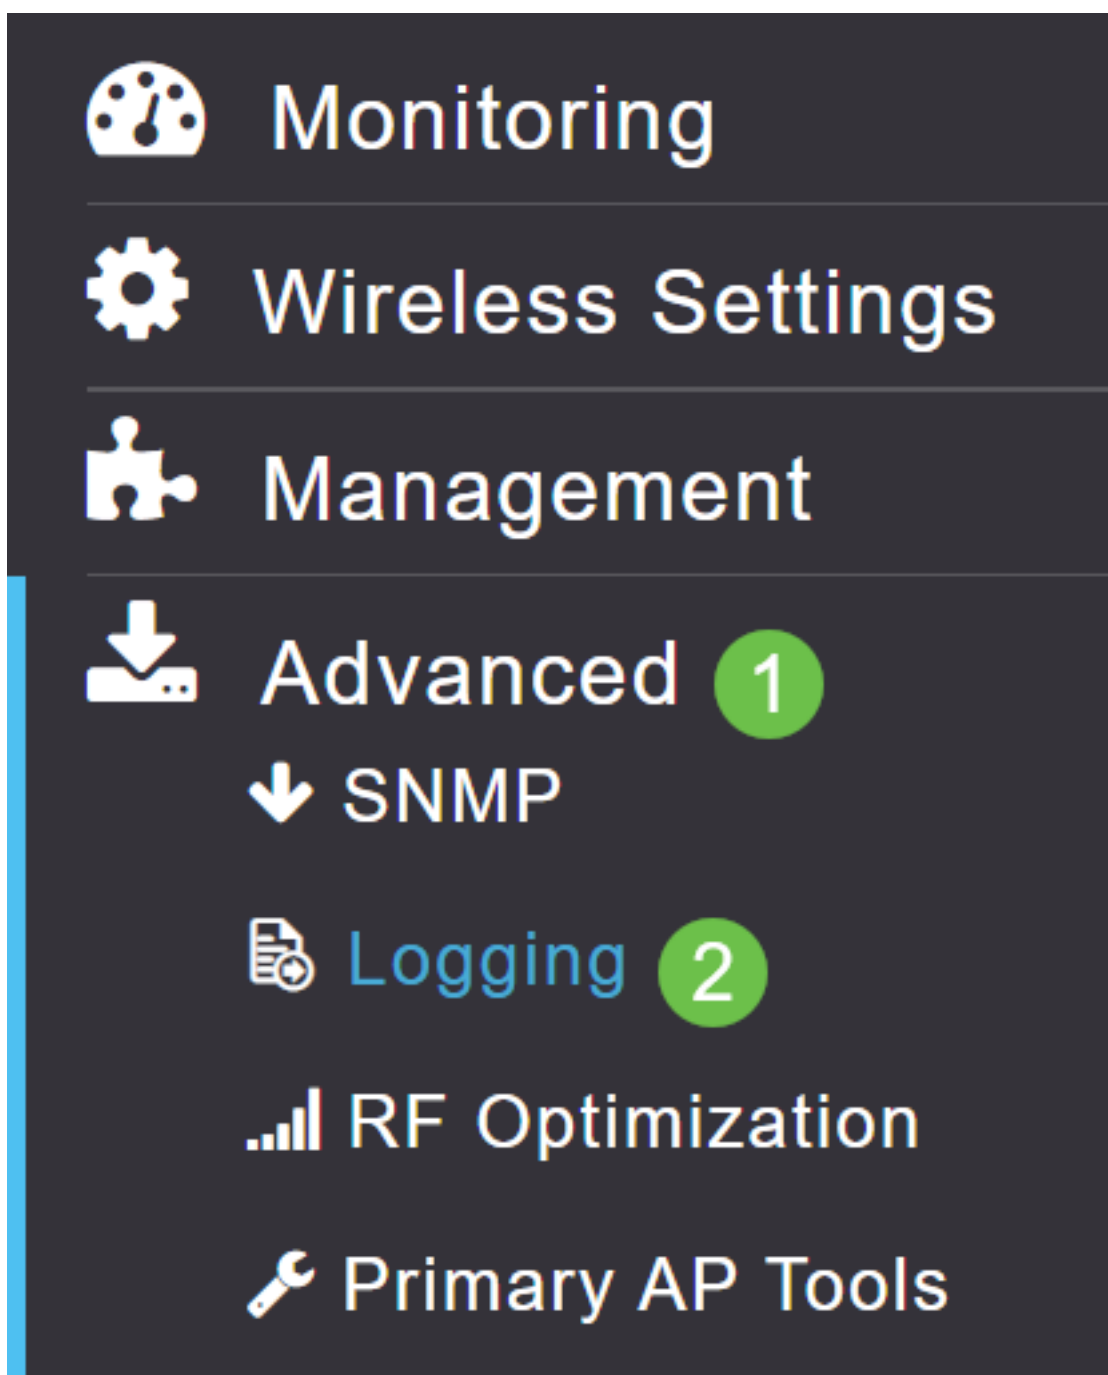 Monitoring
Wireless Settings
Management
Advanced 1
SNMP
Logging 2
RF Optimization
Primary AP Tools